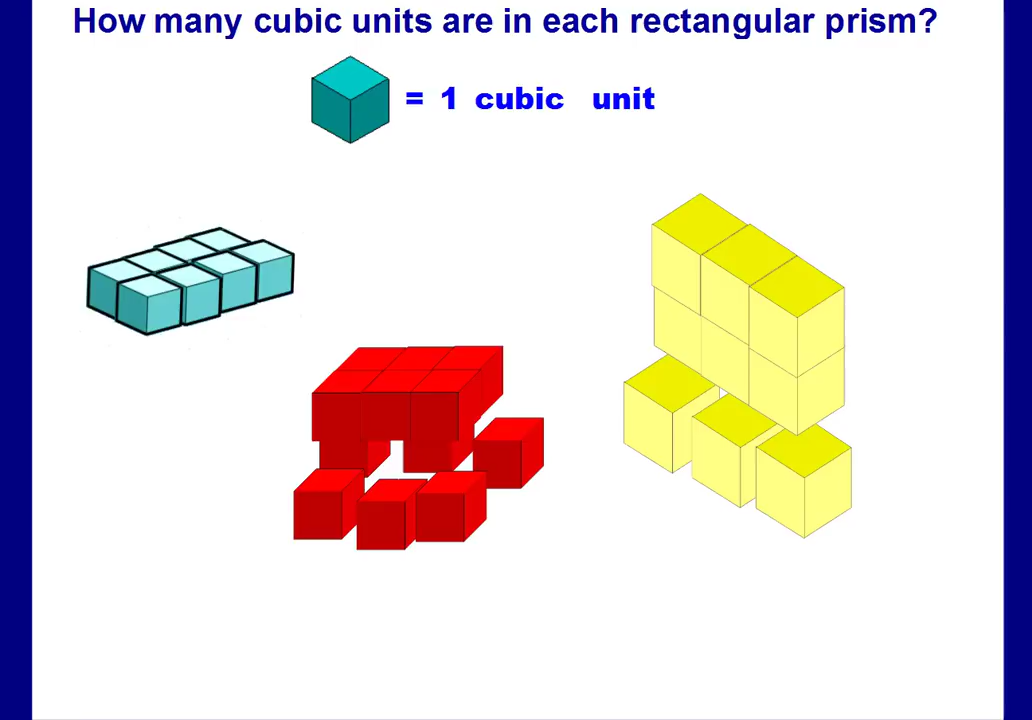 How many cubic units are in each rectangular prism?
= 1 cubic unit